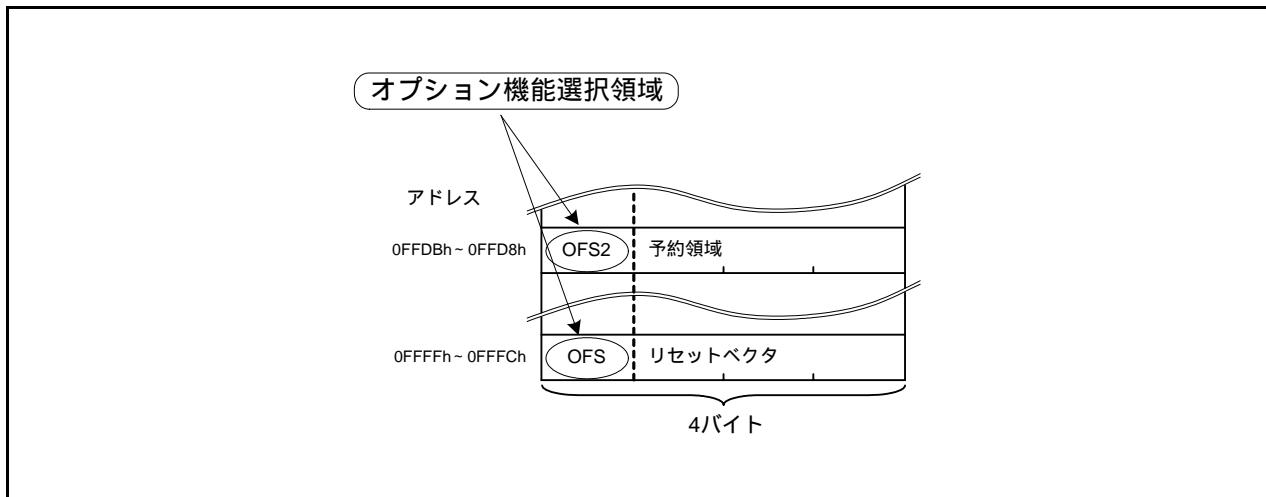 オプション機能選択領域
アドレス
0FFDBh ~ 0FFD8h OFS2 予約領域
0FFFFh ~ 0FFFCh OFS リセットベクタ
4バイト